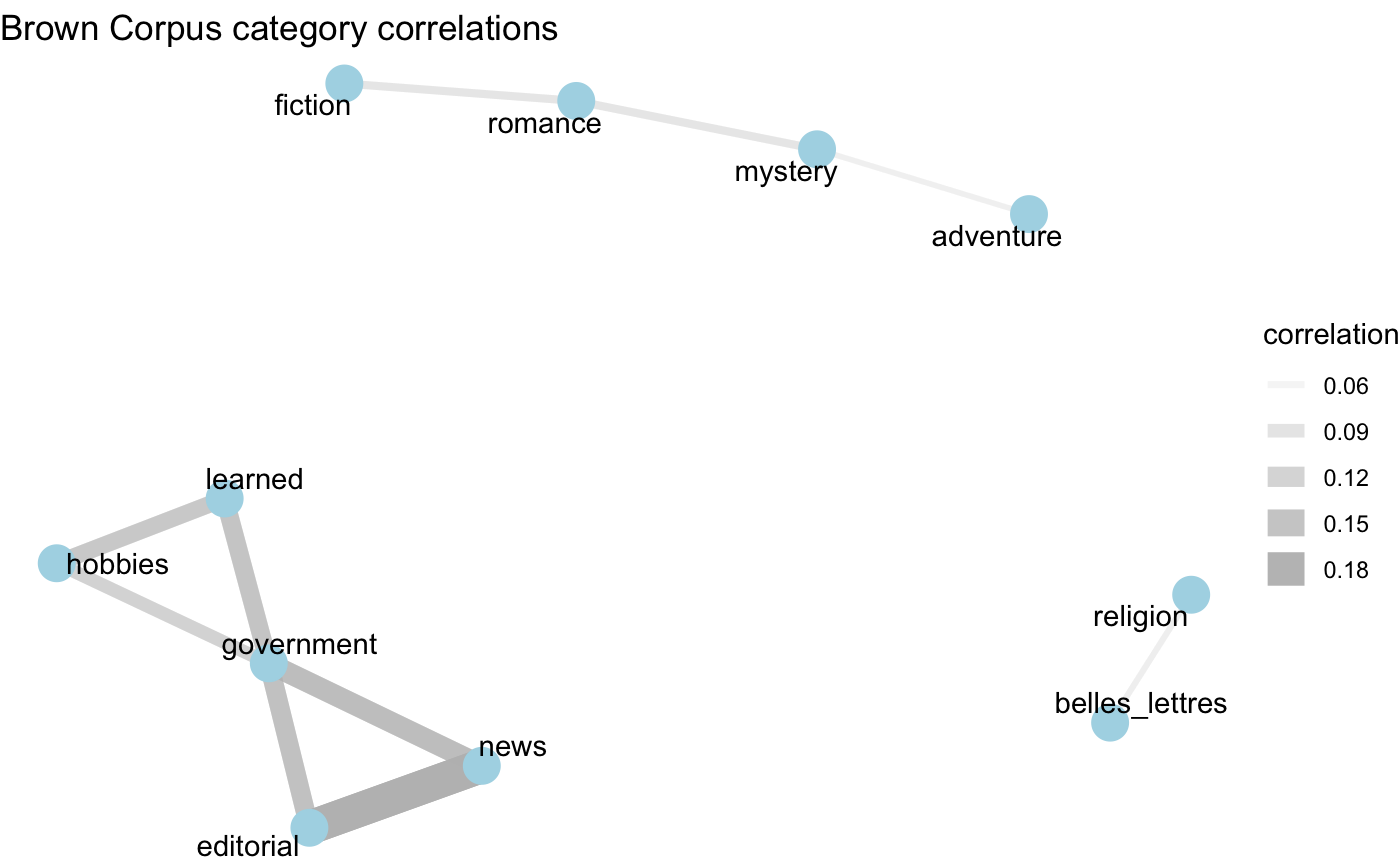 Brown Corpus category correlations
fiction
romance
mystery
adventure
correlation
0.06
0.09
0.12
0.15
0.18
learned
hobbies
government
news
editorial
religion
belles_lettres